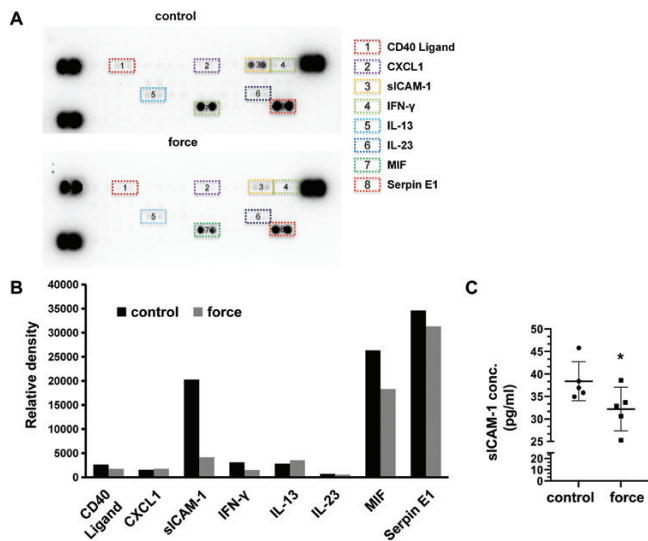 A
control
1
2
3
4
5
6
7
8
force
1
2
3
4
5
6
7
8
1 CD40 Ligand
2 CXCL1
3 sICAM-1
4 IFN-γ
5 IL-13
6 IL-23
7 MIF
8 Serpin E1
B
Relative density
40000
35000
30000
25000
20000
15000
10000
5000
0
control force
CD40 Ligand
CXCL1
sICAM-1
IFN-γ
IL-13
IL-23
MIF
Serpin E1
C
sICAM-1 conc.
(pg/ml)
50
45
40
35
30
25
20
15
10
5
0
*
control force